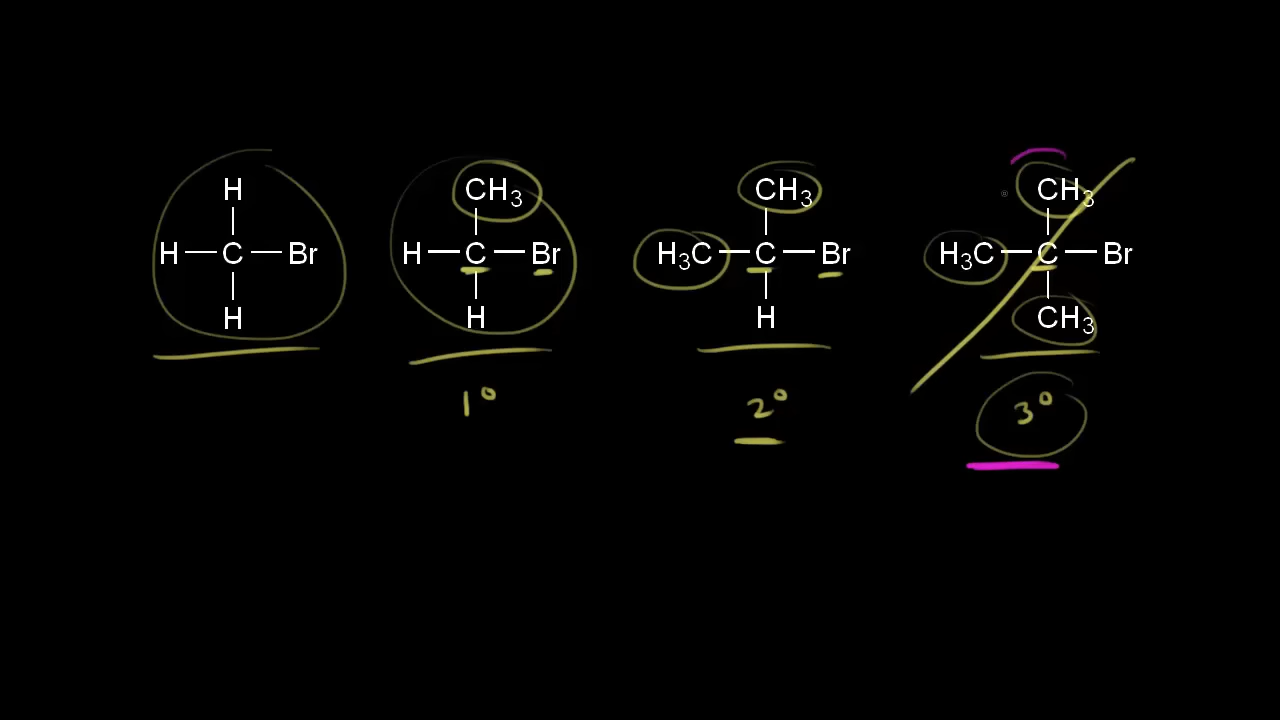 H CH₃ CH₃ CH₃
H C Br H C Br H₃C C Br H₃C C Br
H H H CH₃
1° 2° 3°